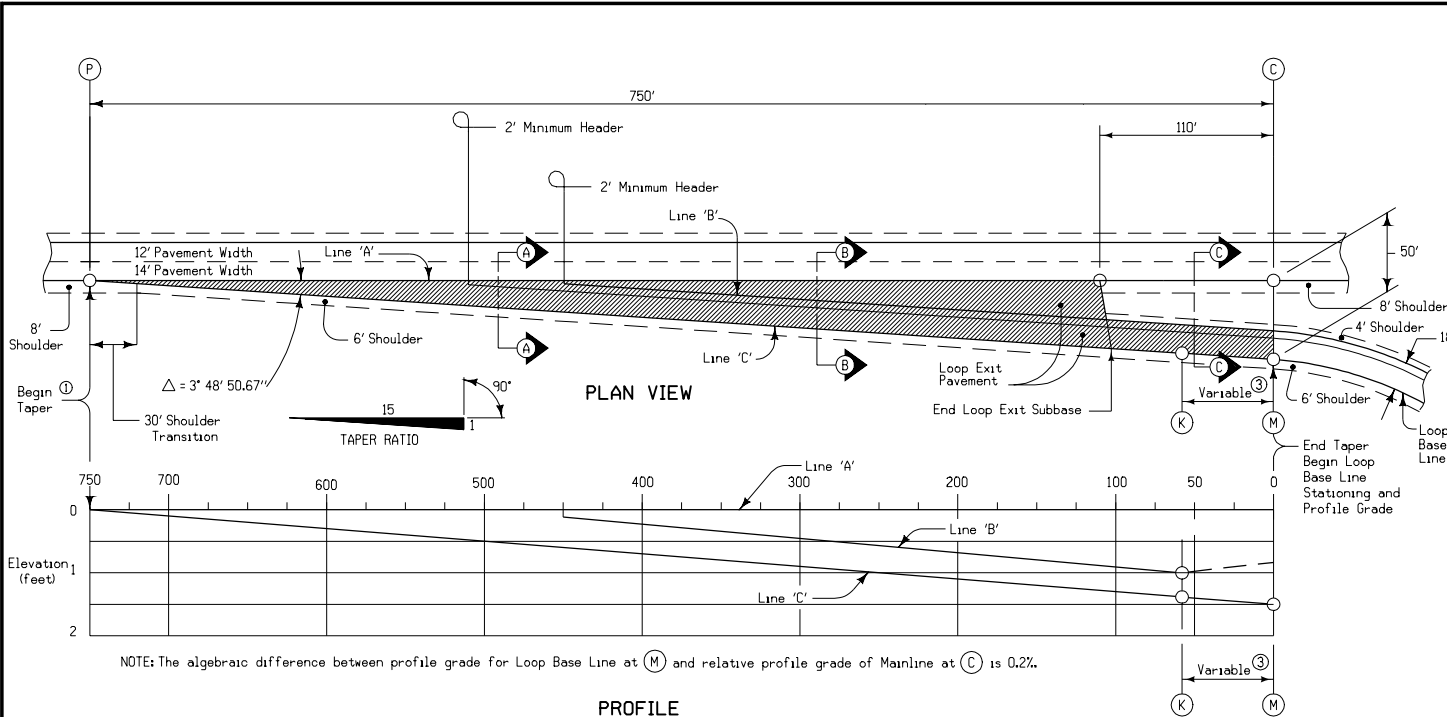 P
C
750'
2' Minimum Header
110'
2' Minimum Header
Line 'B'
12' Pavement Width
Line 'A'
A
B
C
50'
14' Pavement Width
8'
Shoulder
6' Shoulder
8' Shoulder
4' Shoulder
18
A
B
C
Line 'C'
Loop Exit
Pavement
△ = 3° 48' 50.67''
90°
PLAN VIEW
Variable ③
6' Shoulder
Begin ①
Taper
15
1
End Loop Exit Subbase
30' Shoulder
Transition
TAPER RATIO
K
M
Loop
Base
Line
End Taper
Begin Loop
Base Line
Stationing and
Profile Grade
Line 'A'
750 700 600 500 400 300 200 100 50 0
0
Line 'B'
Elevation
(feet)
1
Line 'C'
2
NOTE: The algebraic difference between profile grade for Loop Base Line at M and relative profile grade of Mainline at C is 0.2%.
Variable ③
PROFILE
K
M